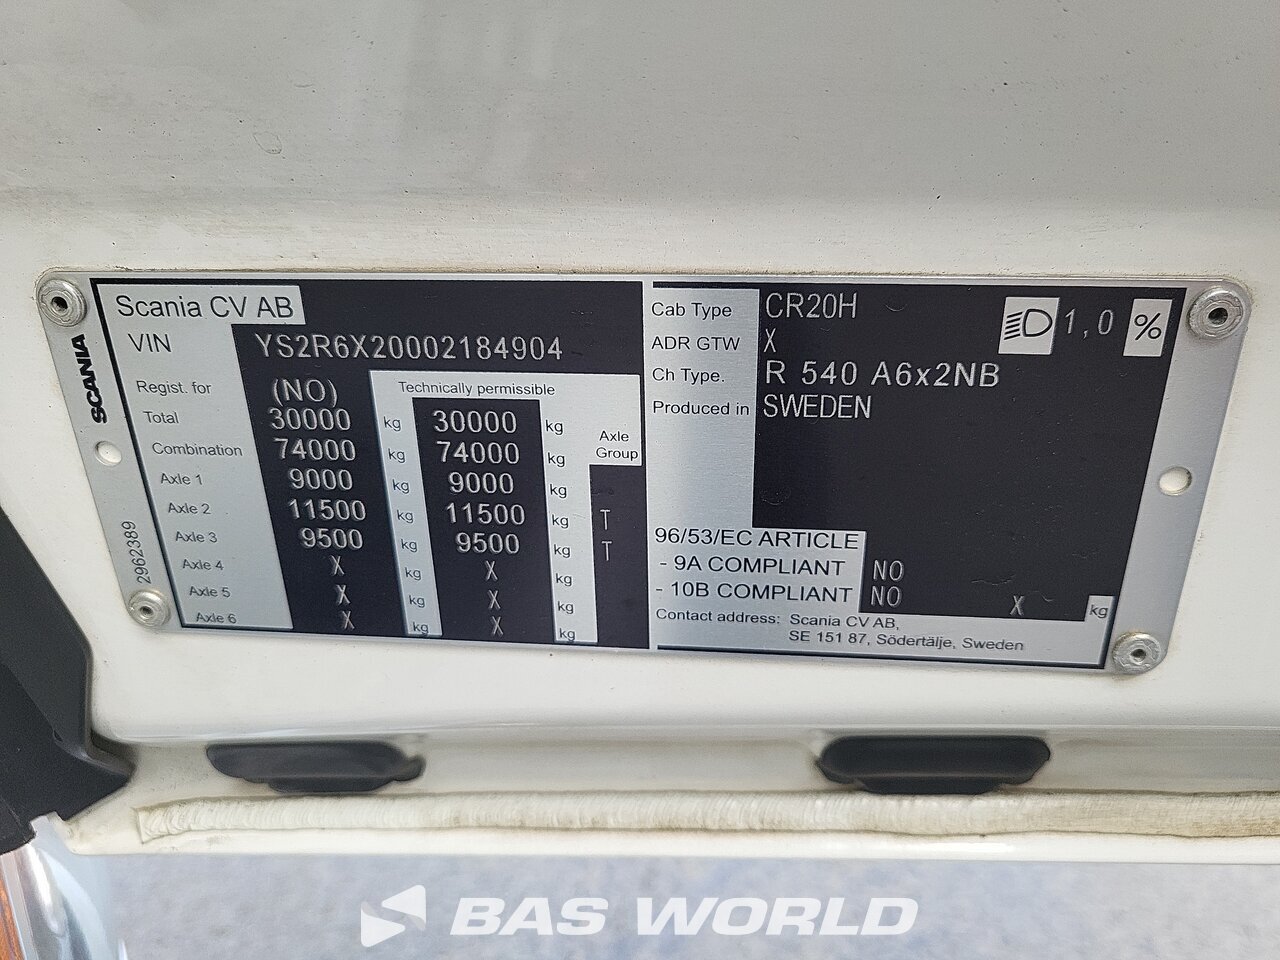 SCANIA
2962389
Scania CV AB
VIN YS2R6X20002184904
Regist. for (NO) Technically permissible
Total 30000 kg 30000 kg Axle Group
Combination 74000 kg 74000 kg
Axle 1 9000 kg 9000 kg
Axle 2 11500 kg 11500 kg T
Axle 3 9500 kg 9500 kg T
Axle 4 X kg X kg
Axle 5 X kg X kg
Axle 6 X kg X kg
Cab Type CR20H 1,0 %
ADR GTW X
Ch Type. R 540 A6x2NB
Produced in SWEDEN
96/53/EC ARTICLE
- 9A COMPLIANT NO
- 10B COMPLIANT NO X kg
Contact address: Scania CV AB,
SE 151 87, Södertälje, Sweden
BAS WORLD